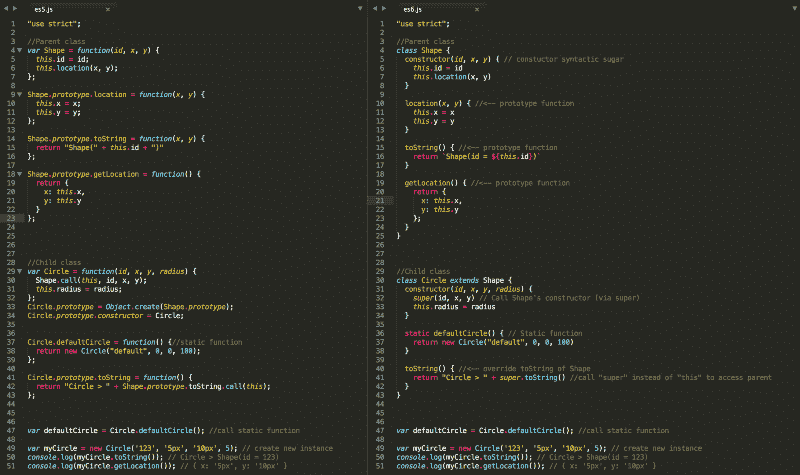 es5.js
1 "use strict";
2
3 //Parent class
4 var Shape = function(id, x, y) {
5 this.id = id;
6 this.location(x, y);
7 };
8
9 Shape.prototype.location = function(x, y) {
10 this.x = x;
11 this.y = y;
12 };
13
14 Shape.prototype.toString = function(x, y) {
15 return "Shape(" + this.id + ")"
16 };
17
18 Shape.prototype.getLocation = function() {
19 return {
20 x: this.x,
21 y: this.y
22 }
23 };
24
25
26
27
28 //Child class
29 var Circle = function(id, x, y, radius) {
30 Shape.call(this, id, x, y);
31 this.radius = radius;
32 };
33 Circle.prototype = Object.create(Shape.prototype);
34 Circle.prototype.constructor = Circle;
35
36
37 Circle.defaultCircle = function() {//static function
38 return new Circle("default", 0, 0, 100);
39 };
40
41 Circle.prototype.toString = function() {
42 return "Circle > " + Shape.prototype.toString.call(this);
43 };
44
45
46
47 var defaultCircle = Circle.defaultCircle(); //call static function
48
49 var myCircle = new Circle('123', '5px', '10px', 5); // create new instance
50 console.log(myCircle.toString()); // Circle > Shape(id = 123)
51 console.log(myCircle.getLocation()); // { x: '5px', y: '10px' }
es6.js
1 "use strict";
2
3 //Parent class
4 class Shape {
5 constructor(id, x, y) { // constuctor syntactic sugar
6 this.id = id
7 this.location(x, y)
8 }
9
10 location(x, y) { //<-- prototype function
11 this.x = x
12 this.y = y
13 }
14
15 toString() { //<-- prototype function
16 return `Shape(id = ${this.id})`
17 }
18
19 getLocation() { //<-- prototype function
20 return {
21 x: this.x,
22 y: this.y
23 };
24 }
25 }
26
27
28
29 //Child class
30 class Circle extends Shape {
31 constructor(id, x, y, radius) {
32 super(id, x, y) // Call Shape's constructor (via super)
33 this.radius = radius
34 }
35
36 static defaultCircle() { // Static function
37 return new Circle("default", 0, 0, 100)
38 }
39
40 toString() { //<-- override toString of Shape
41 return "Circle > " + super.toString() //call "super" instead of "this" to access parent
42 }
43 }
44
45
46
47 var defaultCircle = Circle.defaultCircle(); //call static function
48
49 var myCircle = new Circle('123', '5px', '10px', 5); // create new instance
50 console.log(myCircle.toString()); // Circle > Shape(id = 123)
51 console.log(myCircle.getLocation()); // { x: '5px', y: '10px' }